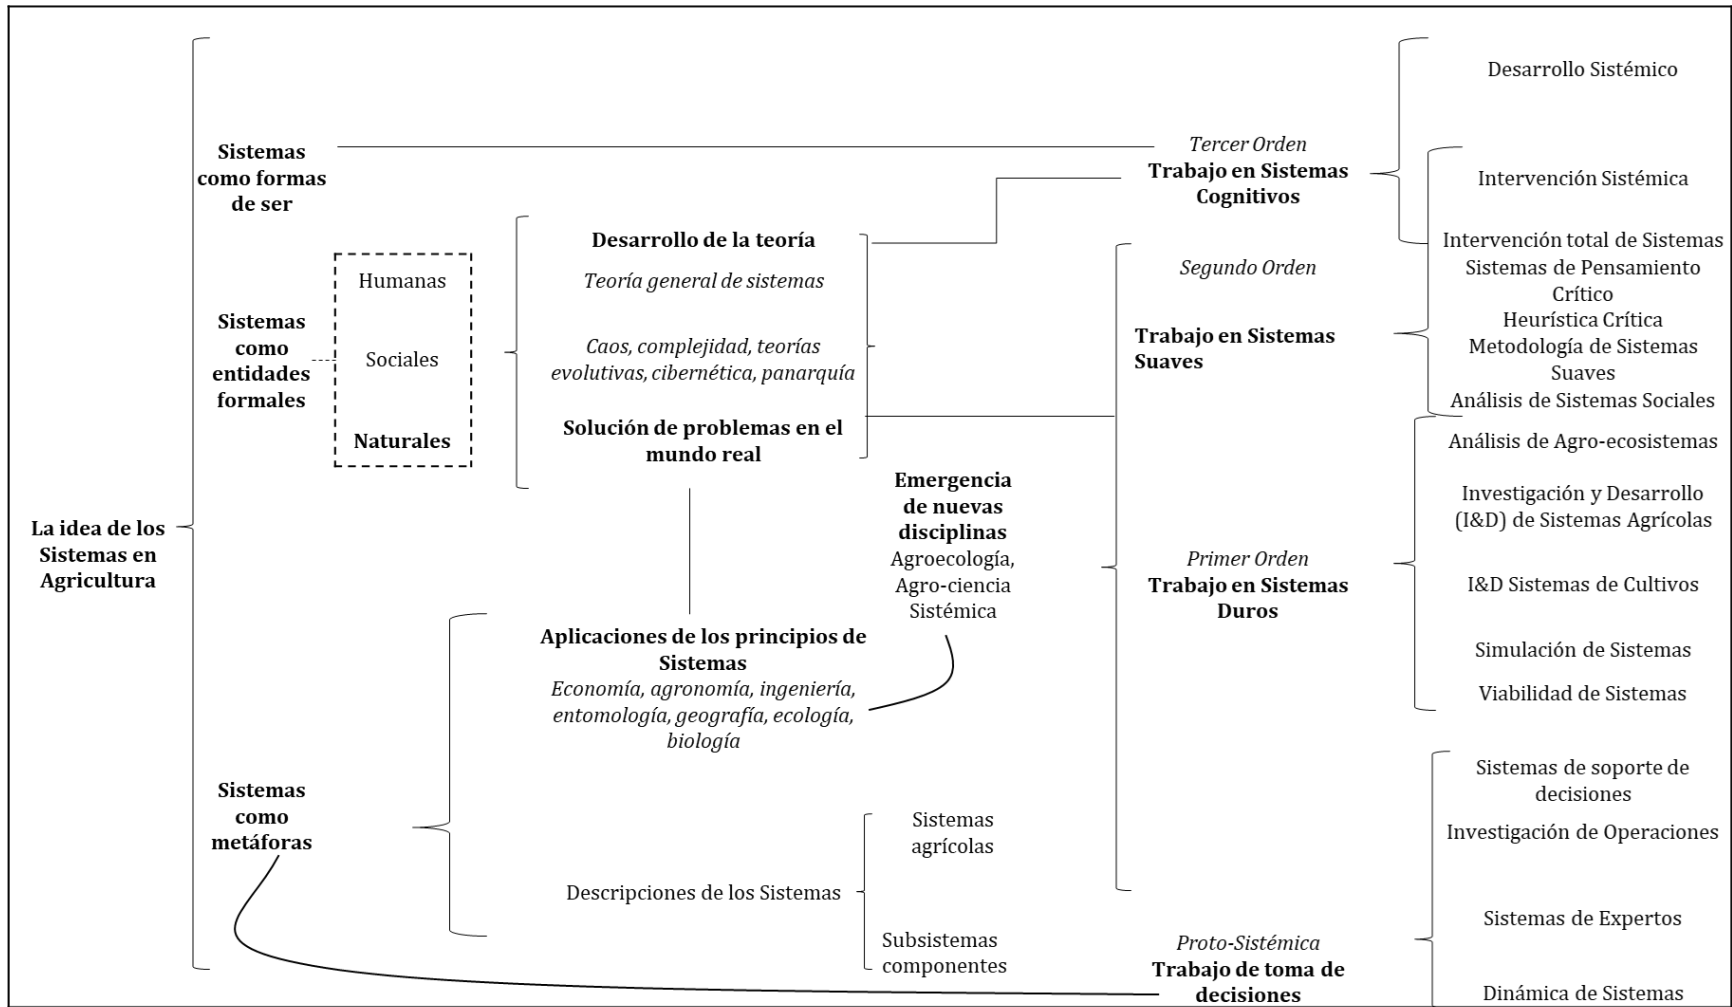 La idea de los
Sistemas en
Agricultura
Sistemas
como formas
de ser
Sistemas
como
entidades
formales
Humanas
Sociales
Naturales
Sistemas
como
metáforas
Desarrollo de la teoría
Teoría general de sistemas
Caos, complejidad, teorías
evolutivas, cibernética, panarquía
Solución de problemas en el
mundo real
Aplicaciones de los principios de
Sistemas
Economía, agronomía, ingeniería,
entomología, geografía, ecología,
biología
Descripciones de los Sistemas
Emergencia
de nuevas
disciplinas
Agroecología,
Agro-ciencia
Sistémica
Sistemas
agrícolas
Subsistemas
componentes
Tercer Orden
Trabajo en Sistemas
Cognitivos
Segundo Orden
Trabajo en Sistemas
Suaves
Primer Orden
Trabajo en Sistemas
Duros
Proto-Sistémica
Trabajo de toma de
decisiones
Desarrollo Sistémico
Intervención Sistémica
Intervención total de Sistemas
Sistemas de Pensamiento
Crítico
Heurística Crítica
Metodología de Sistemas
Suaves
Análisis de Sistemas Sociales
Análisis de Agro-ecosistemas
Investigación y Desarrollo
(I&D) de Sistemas Agrícolas
I&D Sistemas de Cultivos
Simulación de Sistemas
Viabilidad de Sistemas
Sistemas de soporte de
decisiones
Investigación de Operaciones
Sistemas de Expertos
Dinámica de Sistemas